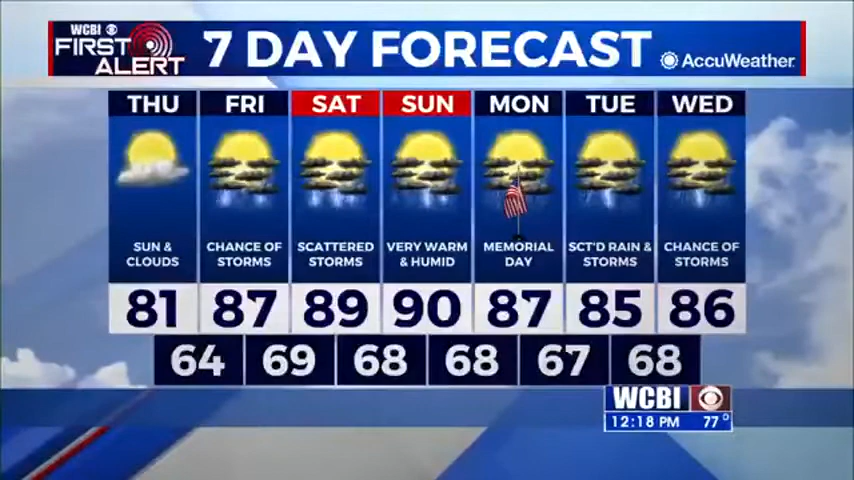 WCBI
FIRST
ALERT
7 DAY FORECAST
AccuWeather
THU FRI SAT SUN MON TUE WED
SUN & CLOUDS CHANCE OF STORMS SCATTERED STORMS VERY WARM & HUMID MEMORIAL DAY SCT'D RAIN & STORMS CHANCE OF STORMS
81 87 89 90 87 85 86
64 69 68 68 67 68
WCBI
12:18 PM 77°